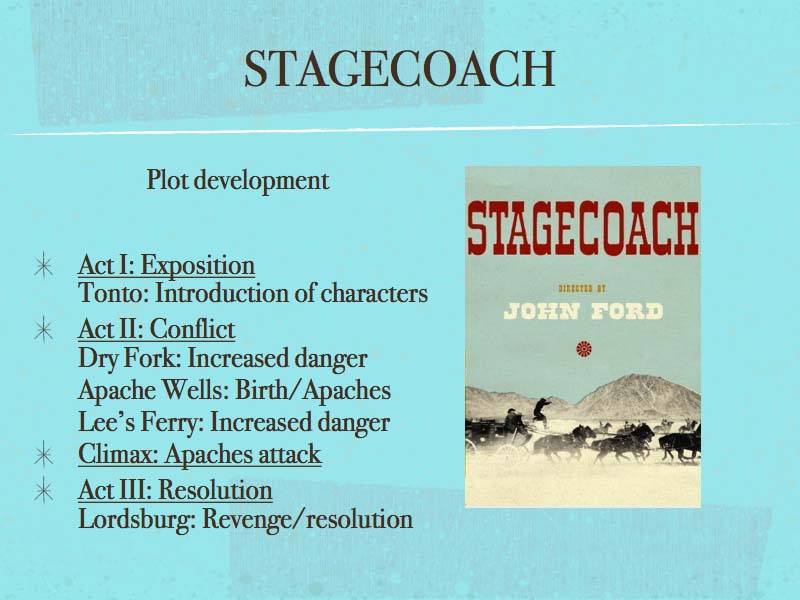 STAGECOACH
Plot development
Act I: Exposition
Tonto: Introduction of characters
Act II: Conflict
Dry Fork: Increased danger
Apache Wells: Birth/Apaches
Lee’s Ferry: Increased danger
Climax: Apaches attack
Act III: Resolution
Lordsburg: Revenge/resolution
STAGECOACH
DIRECTED BY
JOHN FORD